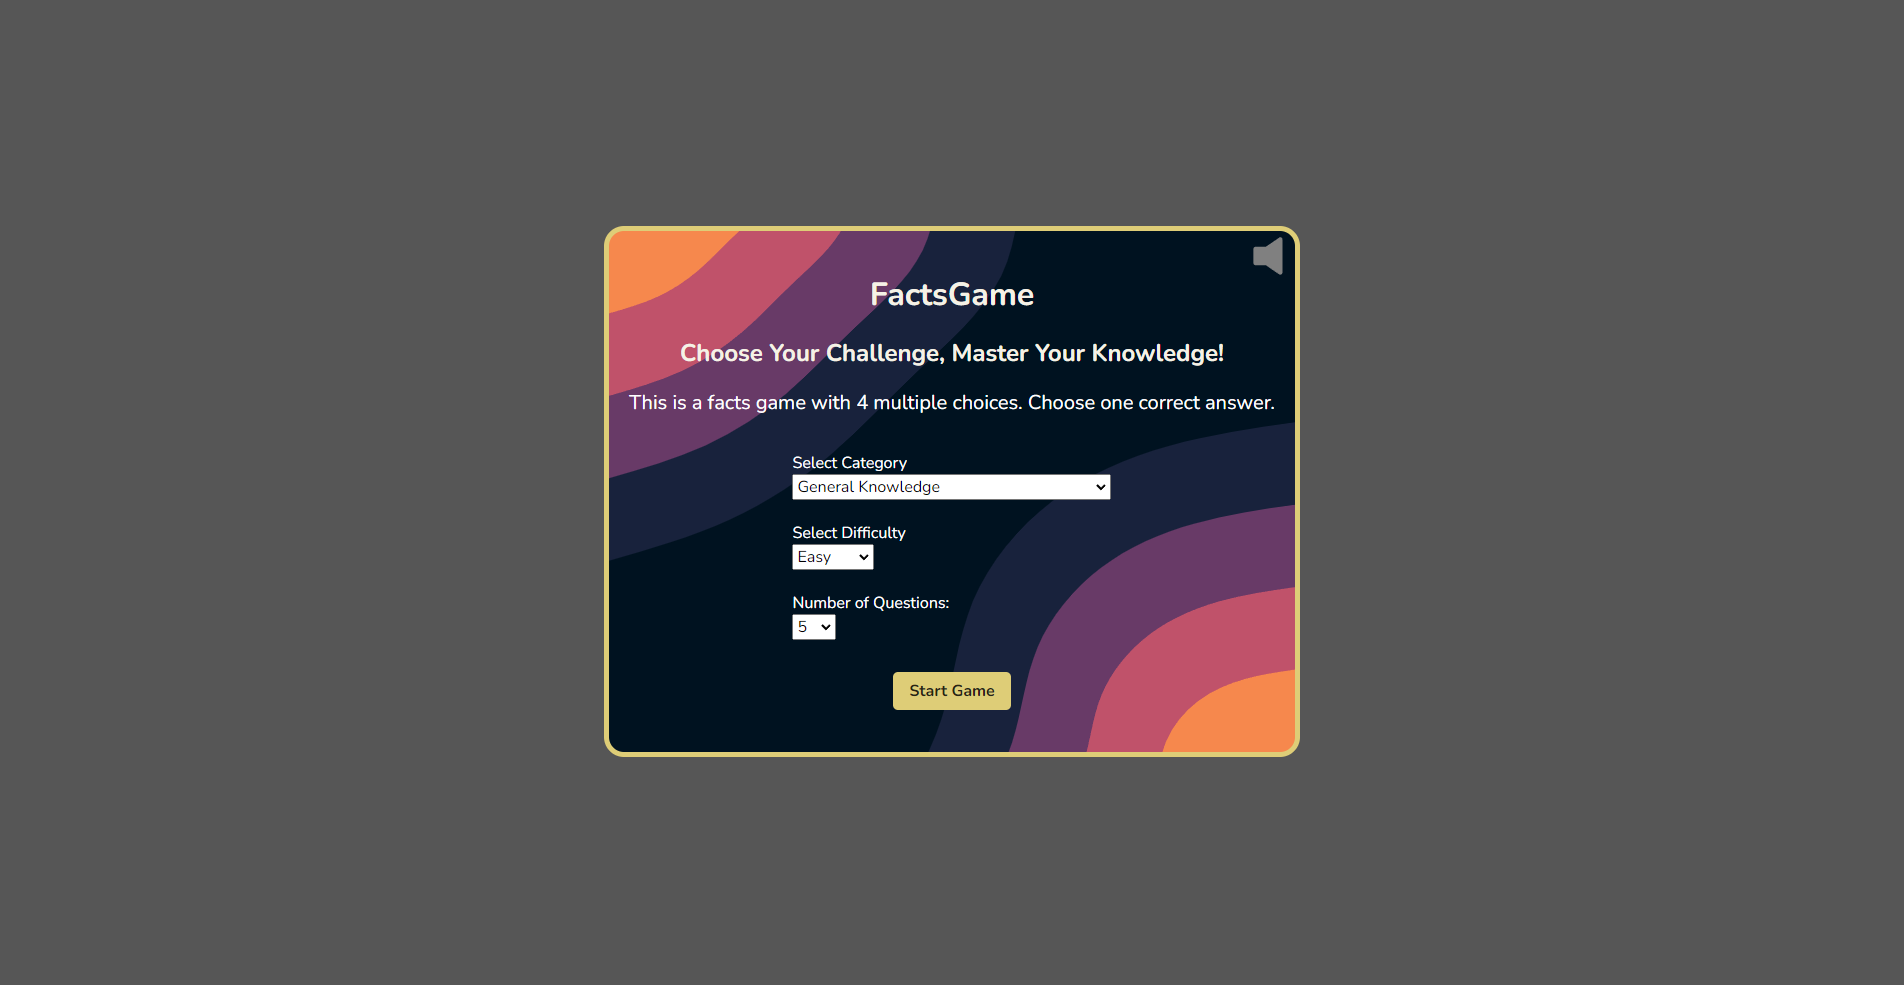 FactsGame
Choose Your Challenge, Master Your Knowledge!
This is a facts game with 4 multiple choices. Choose one correct answer.
Select Category
General Knowledge
Select Difficulty
Easy
Number of Questions:
5
Start Game